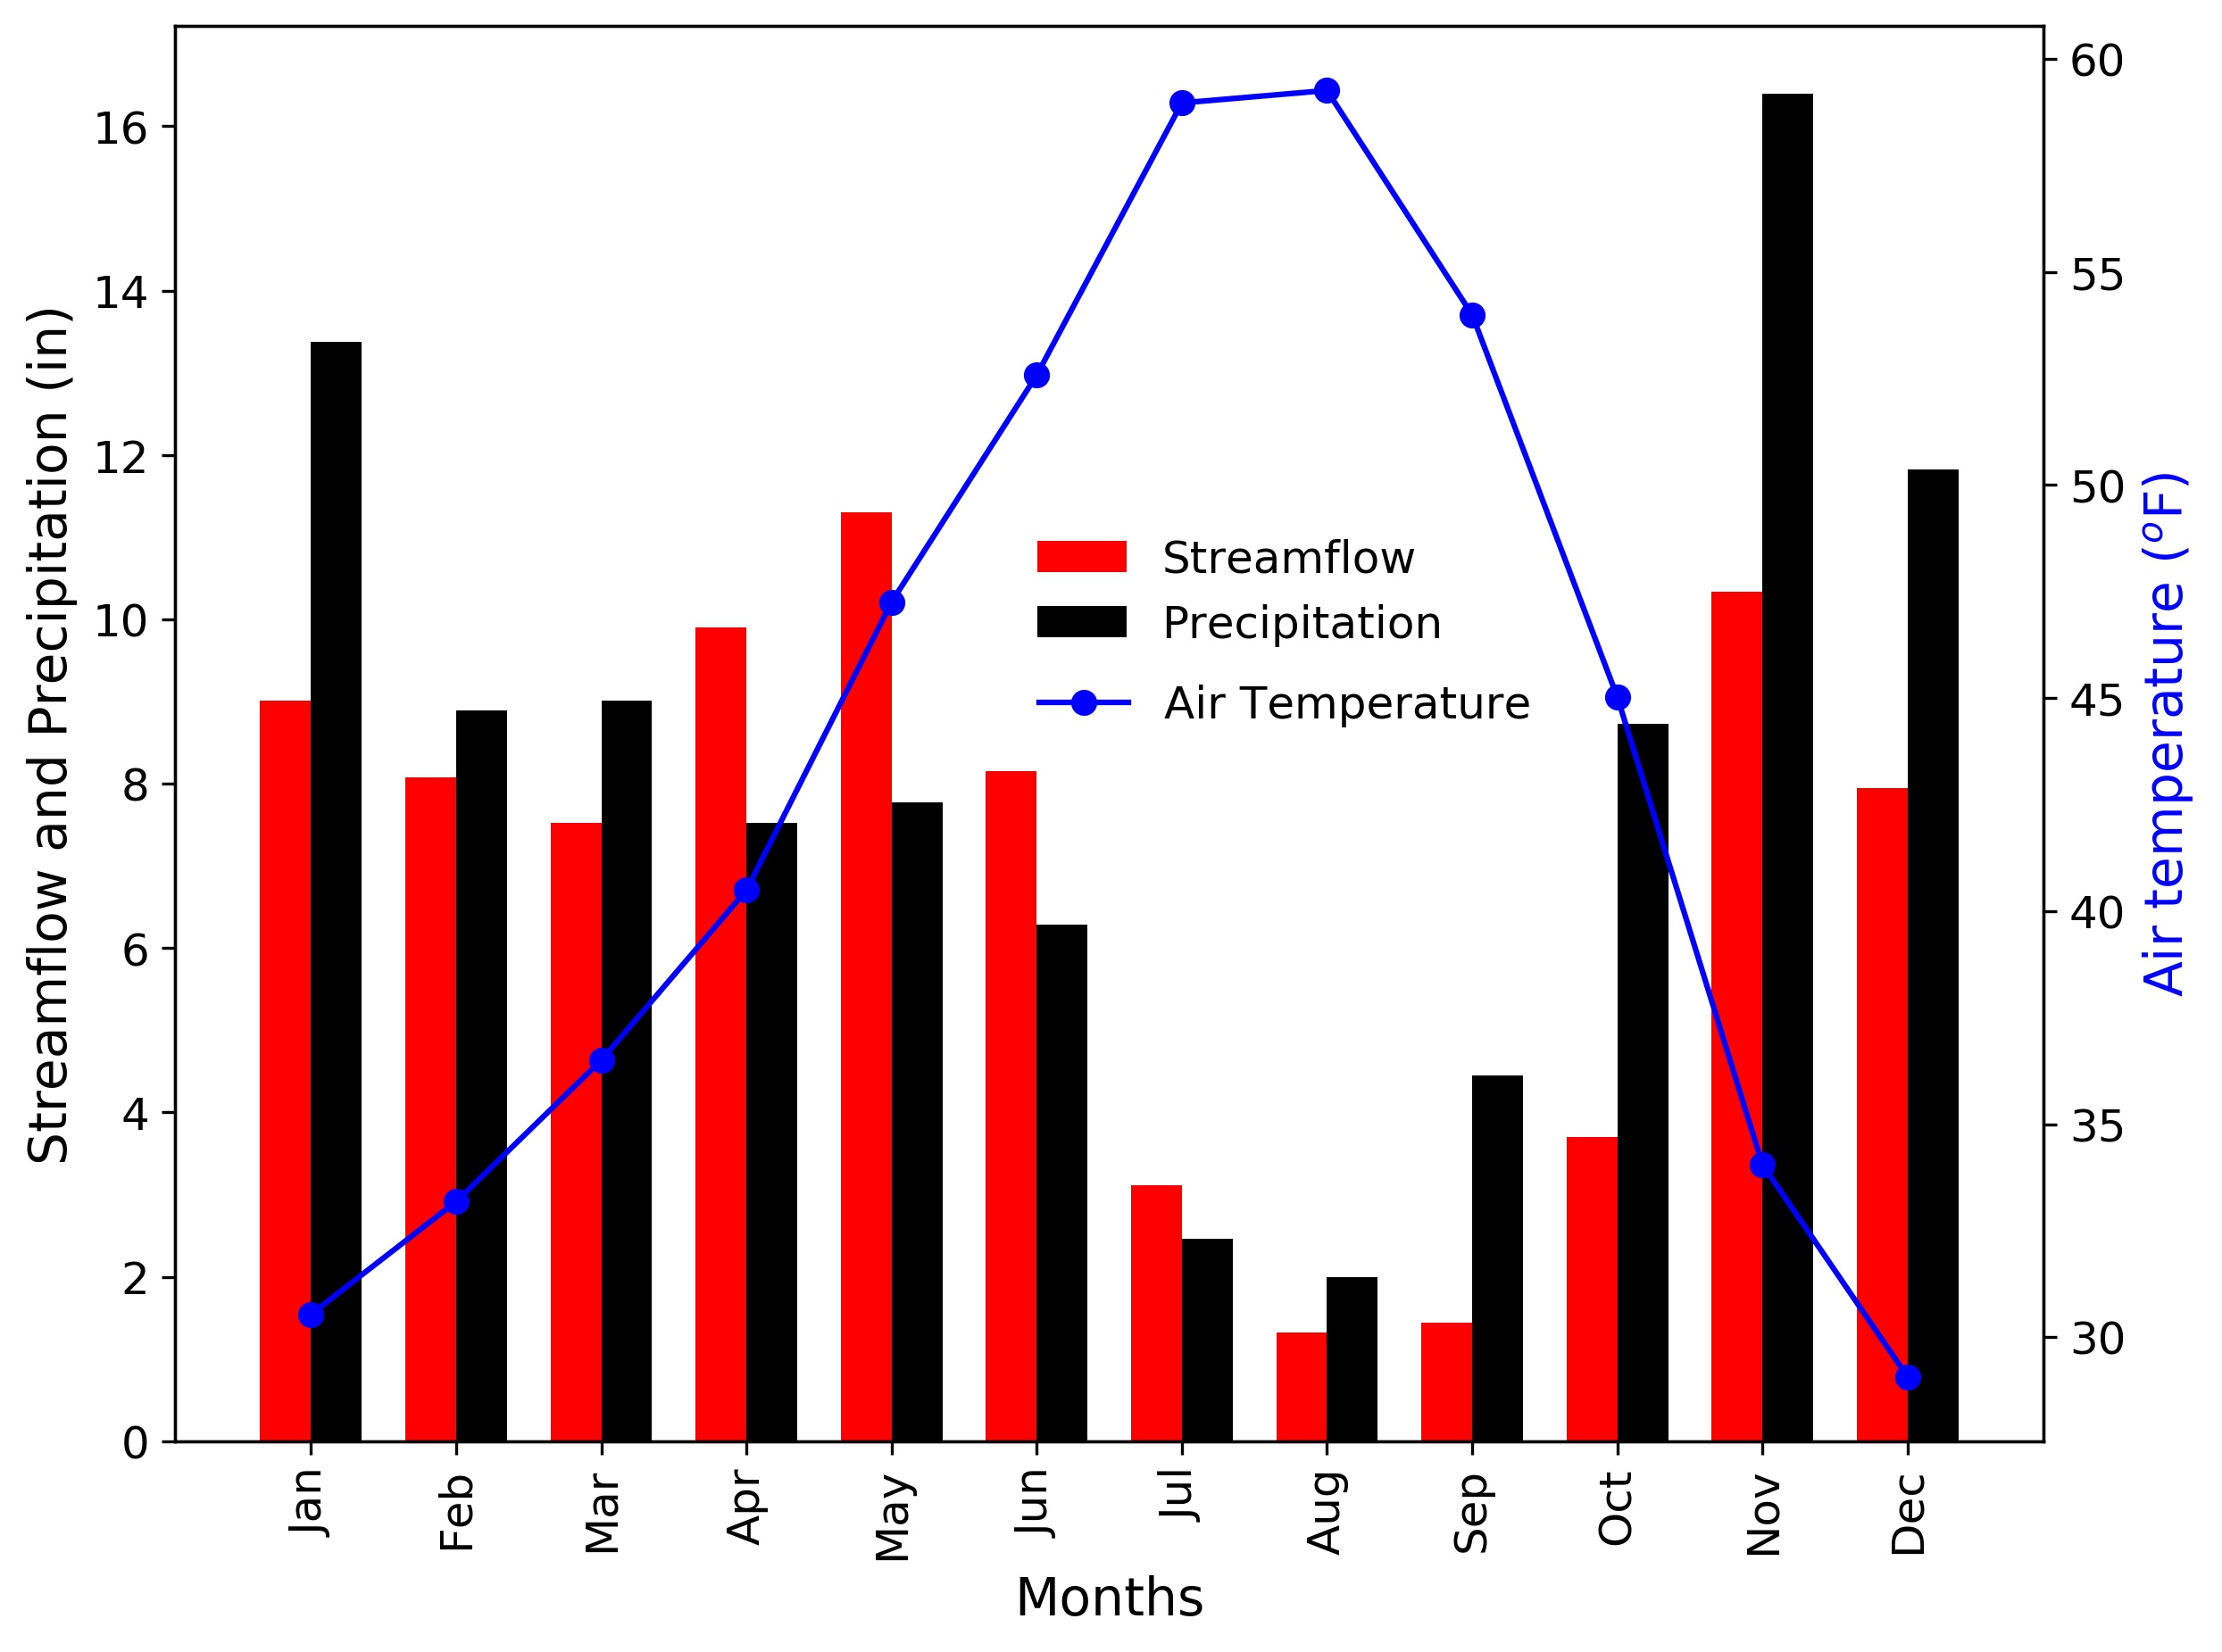 Streamflow and Precipitation (in)
16
14
12
10
8
6
4
2
0
60
55
50
45
40
35
30
Air temperature (°F)
Streamflow
Precipitation
Air Temperature
Jan
Feb
Mar
Apr
May
Jun
Jul
Aug
Sep
Oct
Nov
Dec
Months